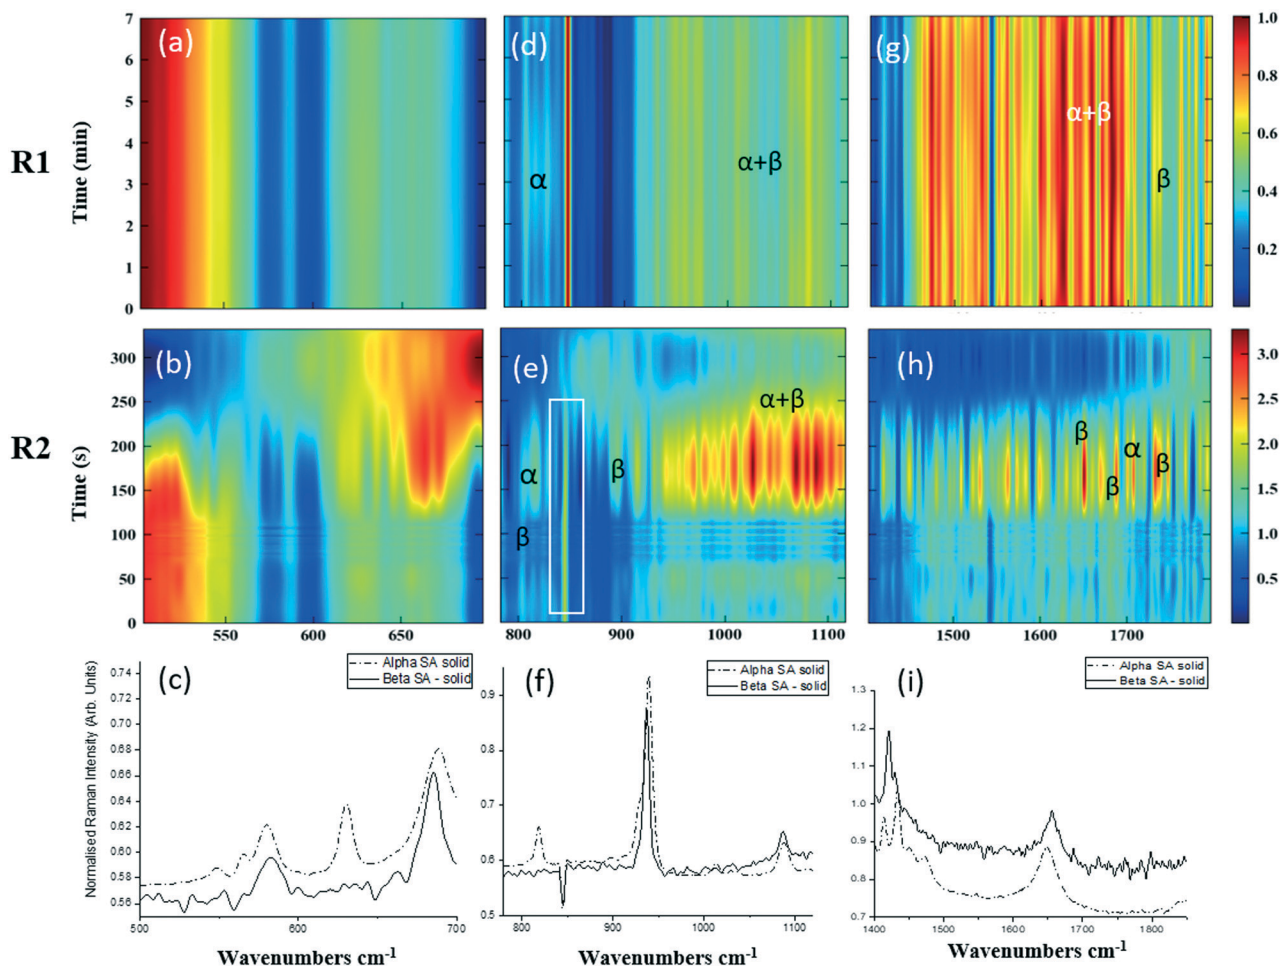 R1
Time (min)
7
6
5
4
3
2
1
0
(a)
(d)
α
α+β
(g)
α+β
β
1.0
0.8
0.6
0.4
0.2
R2
Time (s)
300
250
200
150
100
50
0
(b)
550
600
650
(e)
α+β
α
β
β
800
900
1000
1100
(h)
β
α
β
β
1500
1600
1700
3.0
2.5
2.0
1.5
1.0
0.5
Normalised Raman Intensity (Arb. Units)
0.74
0.72
0.70
0.68
0.66
0.64
0.62
0.60
0.58
0.56
(c)
Alpha SA solid
Beta SA - solid
500
600
700
Wavenumbers cm-1
0.9
0.8
0.7
0.6
0.5
(f)
Alpha SA solid
Beta SA - solid
800
900
1000
1100
Wavenumbers cm-1
1.3
1.2
1.1
1.0
0.9
0.8
0.7
(i)
Alpha SA solid
Beta SA - solid
1400
1500
1600
1700
1800
Wavenumbers cm-1